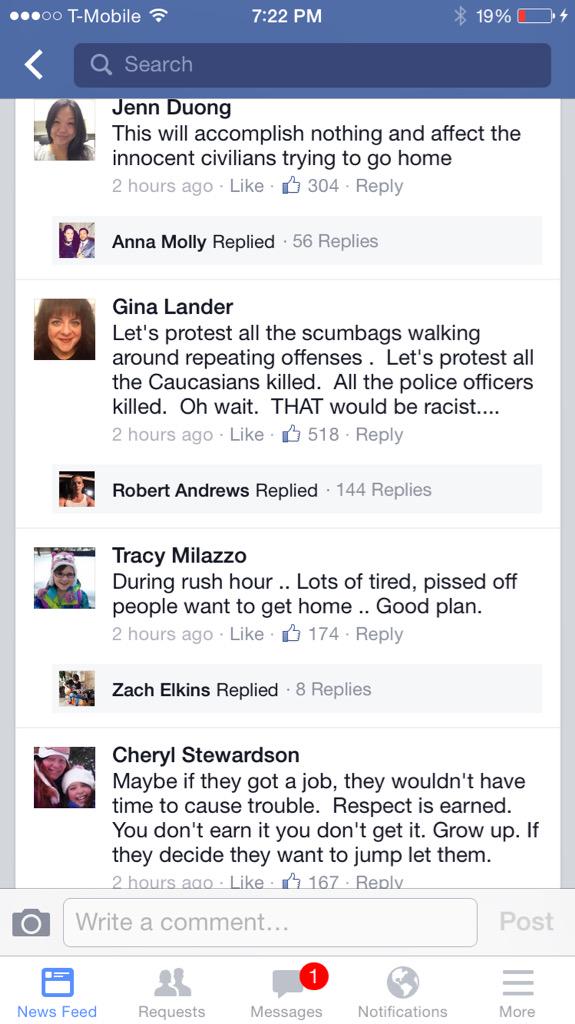 T-Mobile 7:22 PM 19%
Search
Jenn Duong
This will accomplish nothing and affect the
innocent civilians trying to go home
2 hours ago · Like · 304 · Reply
Anna Molly Replied · 56 Replies
Gina Lander
Let's protest all the scumbags walking
around repeating offenses .  Let's protest all
the Caucasians killed.  All the police officers
killed.  Oh wait.  THAT would be racist....
2 hours ago · Like · 518 · Reply
Robert Andrews Replied · 144 Replies
Tracy Milazzo
During rush hour .. Lots of tired, pissed off
people want to get home .. Good plan.
2 hours ago · Like · 174 · Reply
Zach Elkins Replied · 8 Replies
Cheryl Stewardson
Maybe if they got a job, they wouldn't have
time to cause trouble.  Respect is earned.
You don't earn it you don't get it. Grow up. If
they decide they want to jump let them.
2 hours ago · Like · 167 · Reply
Write a comment... Post
1
News Feed Requests Messages Notifications More